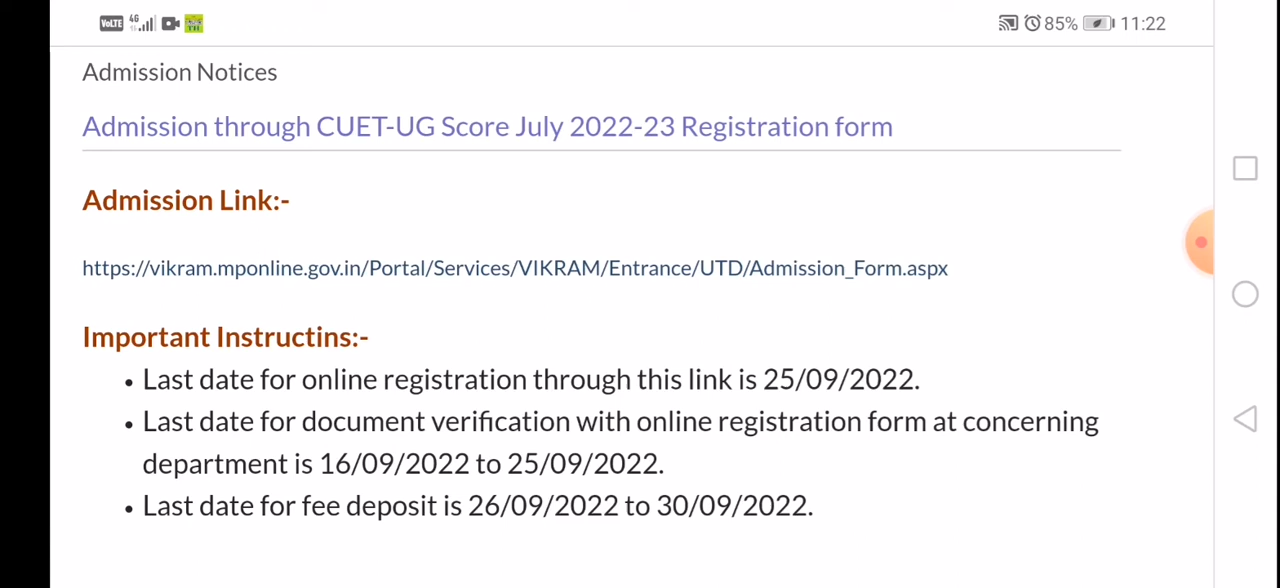 VoLTE 4G 85% 11:22
Admission Notices
Admission through CUET-UG Score July 2022-23 Registration form
Admission Link:-
https://vikram.mponline.gov.in/Portal/Services/VIKRAM/Entrance/UTD/Admission_Form.aspx
Important Instructins:-
• Last date for online registration through this link is 25/09/2022.
• Last date for document verification with online registration form at concerning
department is 16/09/2022 to 25/09/2022.
• Last date for fee deposit is 26/09/2022 to 30/09/2022.